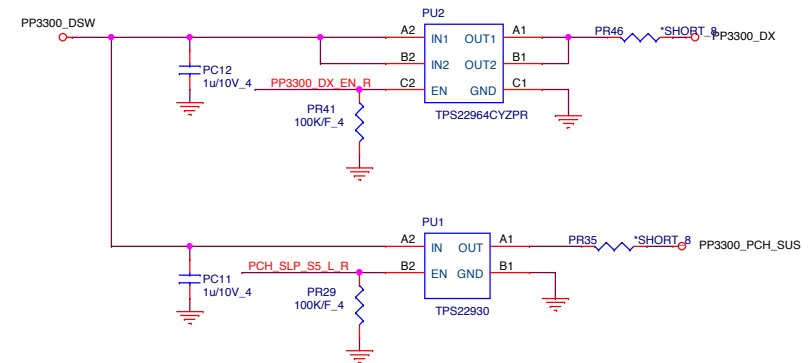 PU2
PP3300_DSW
A2 IN1 OUT1 A1 PR46 *SHORT_8 PP3300_DX
B2 IN2 OUT2 B1
PC12
1u/10V_4
PP3300_DX_EN_R C2 EN GND C1
PR41
100K/F_4
TPS22964CYZPR
PU1
A2 IN OUT A1 PR35 *SHORT_8 PP3300_PCH_SUS
PCH_SLP_S5_L_R B2 EN GND B1
PC11
1u/10V_4
PR29
100K/F_4
TPS22930